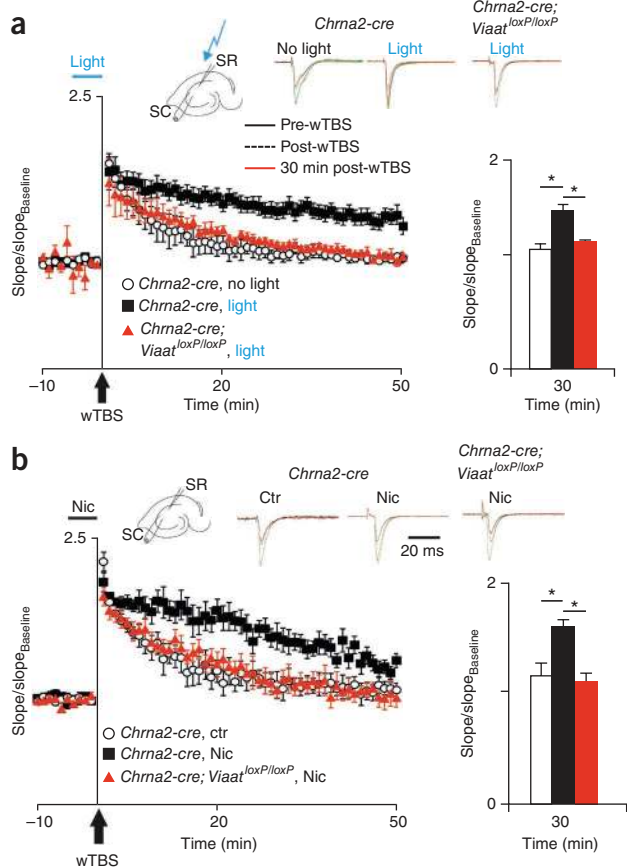 a
Chrna2-cre
Chrna2-cre;
Viaat^loxP/loxP
No light
Light
Light
Light
SR
SC
2.5
Pre-wTBS
Post-wTBS
30 min post-wTBS
Slope/slope_Baseline
Chrna2-cre, no light
Chrna2-cre, light
Chrna2-cre;
Viaat^loxP/loxP, light
–10
20
50
wTBS
Time (min)
2
1
0
Slope/slope_Baseline
* *
30
Time (min)
b
Chrna2-cre
Chrna2-cre;
Viaat^loxP/loxP
Nic
SR
SC
Ctr
Nic
Nic
20 ms
2.5
Slope/slope_Baseline
Chrna2-cre, ctr
Chrna2-cre, Nic
Chrna2-cre; Viaat^loxP/loxP, Nic
–10
20
50
wTBS
Time (min)
2
1
0
Slope/slope_Baseline
* *
30
Time (min)